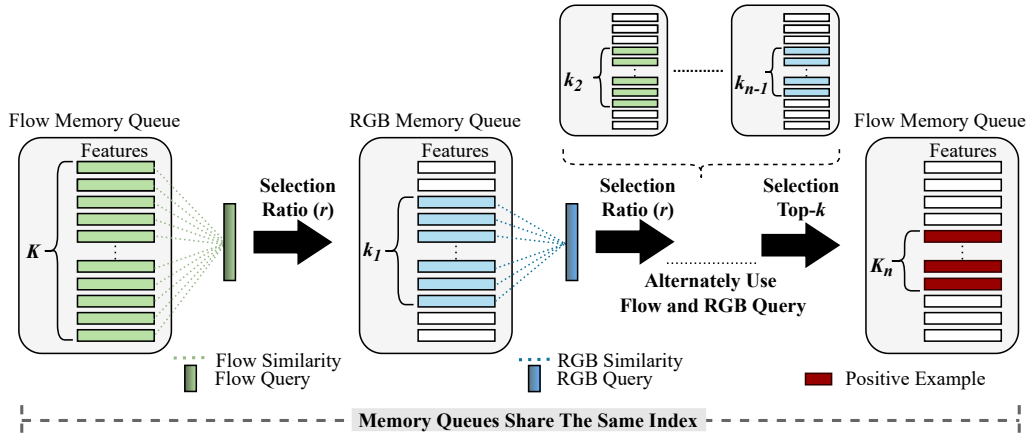 k2
kn-1
Flow Memory Queue
Features
K
RGB Memory Queue
Features
k1
Flow Memory Queue
Features
Kn
Selection
Ratio (r)
Selection
Ratio (r)
Selection
Top-k
Alternately Use
Flow and RGB Query
Flow Similarity
Flow Query
RGB Similarity
RGB Query
Positive Example
Memory Queues Share The Same Index